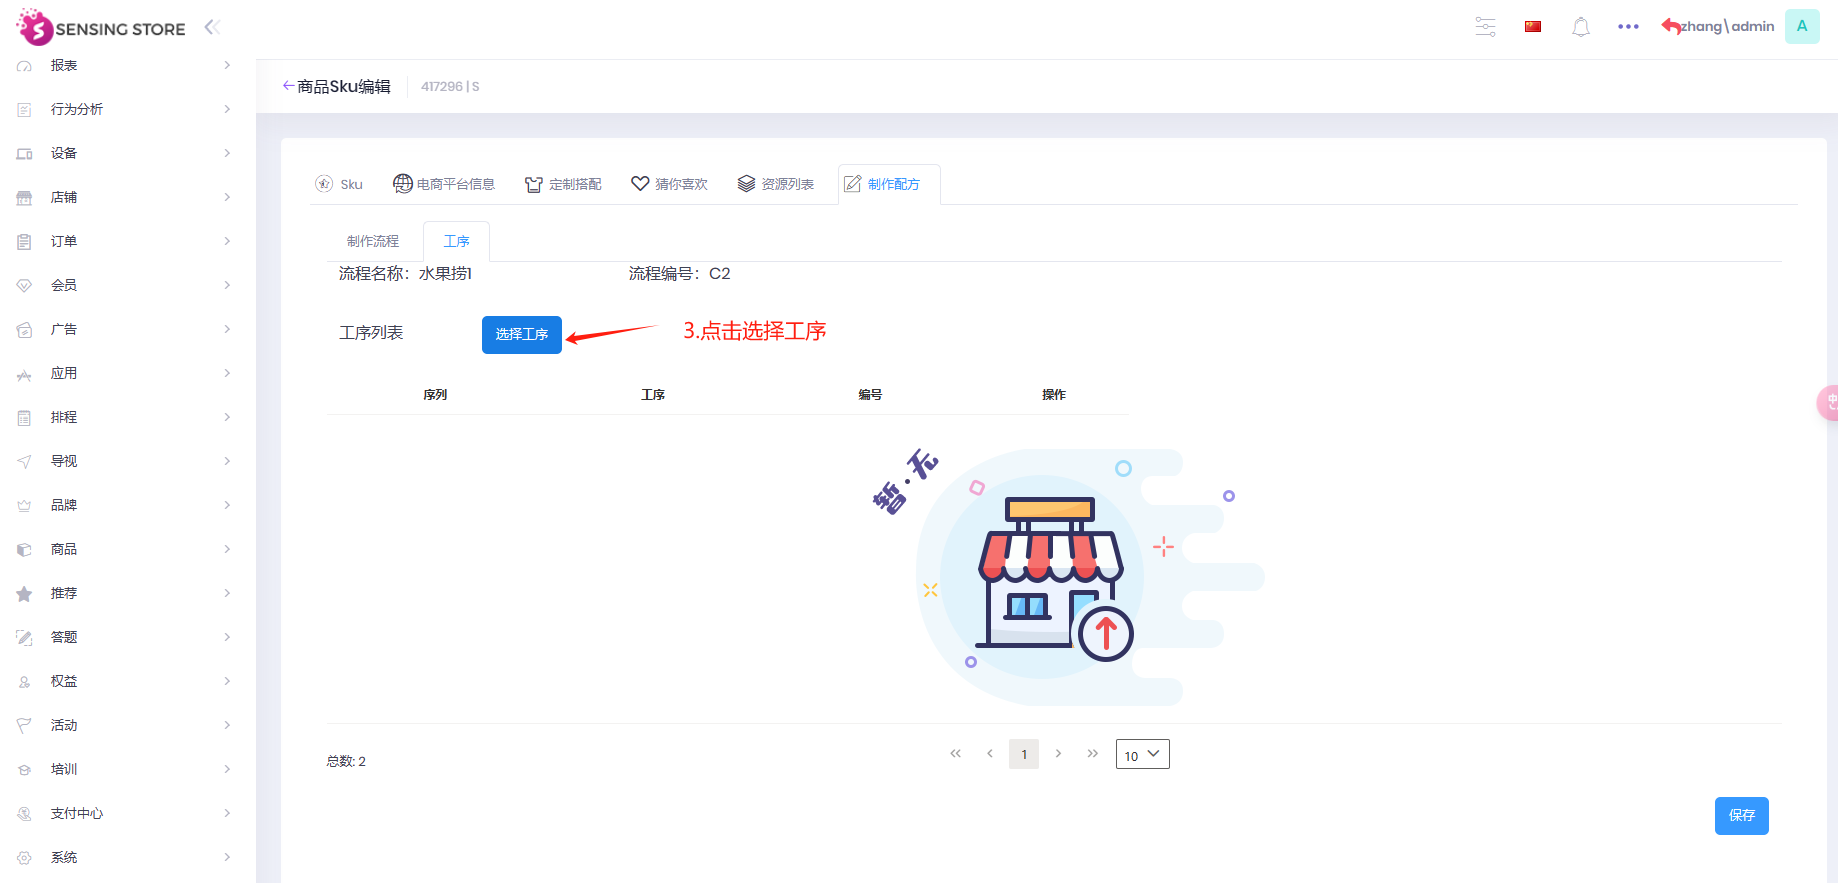 SENSING STORE
zhang\admin
A
报表
行为分析
设备
店铺
订单
会员
广告
应用
排程
导视
品牌
商品
推荐
答题
权益
活动
培训
支付中心
系统
商品Sku编辑
417296 | S
Sku
电商平台信息
定制搭配
猜你喜欢
资源列表
制作配方
制作流程
工序
流程名称：水果捞1
流程编号：C2
工序列表
选择工序
3.点击选择工序
序列
工序
编号
操作
暂·无
总数: 2
1
10
保存